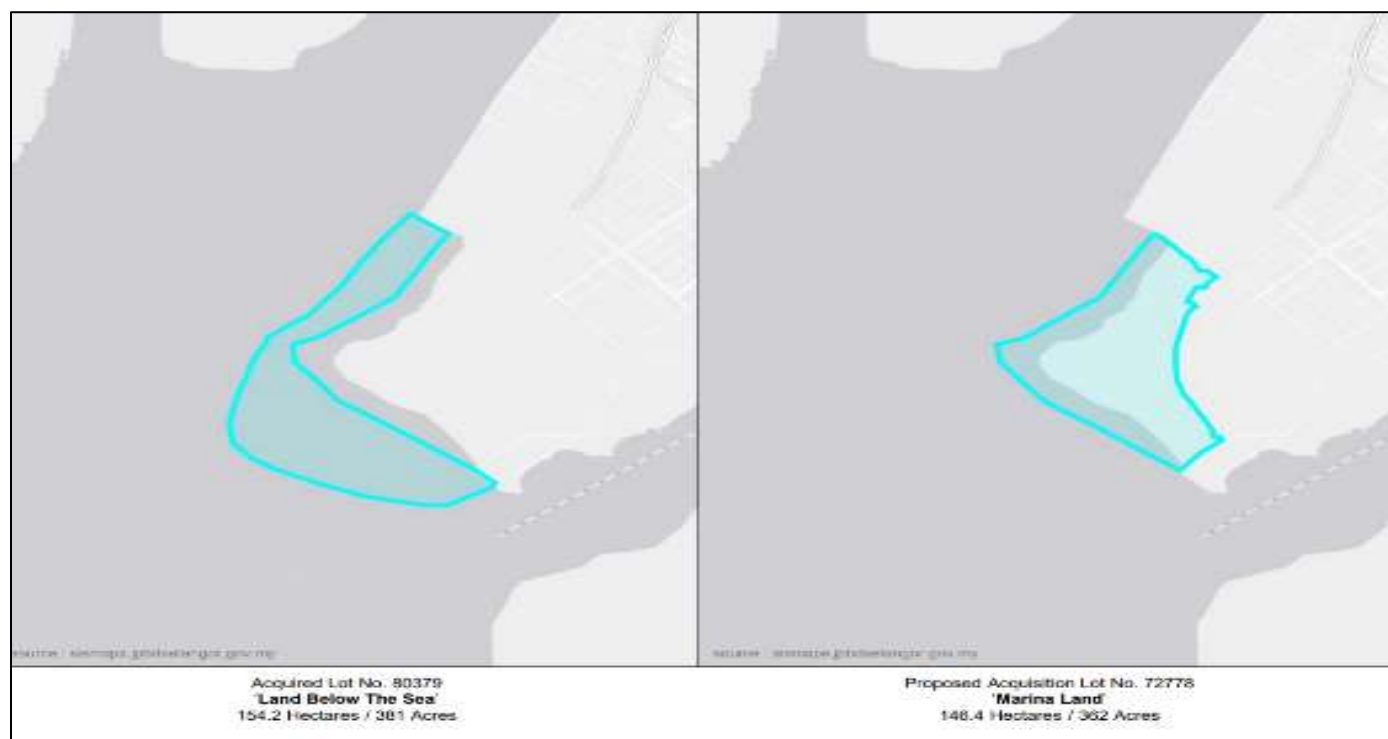 Acquired Lot No. 80379
'Land Below The Sea'
154.2 Hectares / 381 Acres
Proposed Acquisition Lot No. 72778
'Marina Land'
146.4 Hectares / 362 Acres